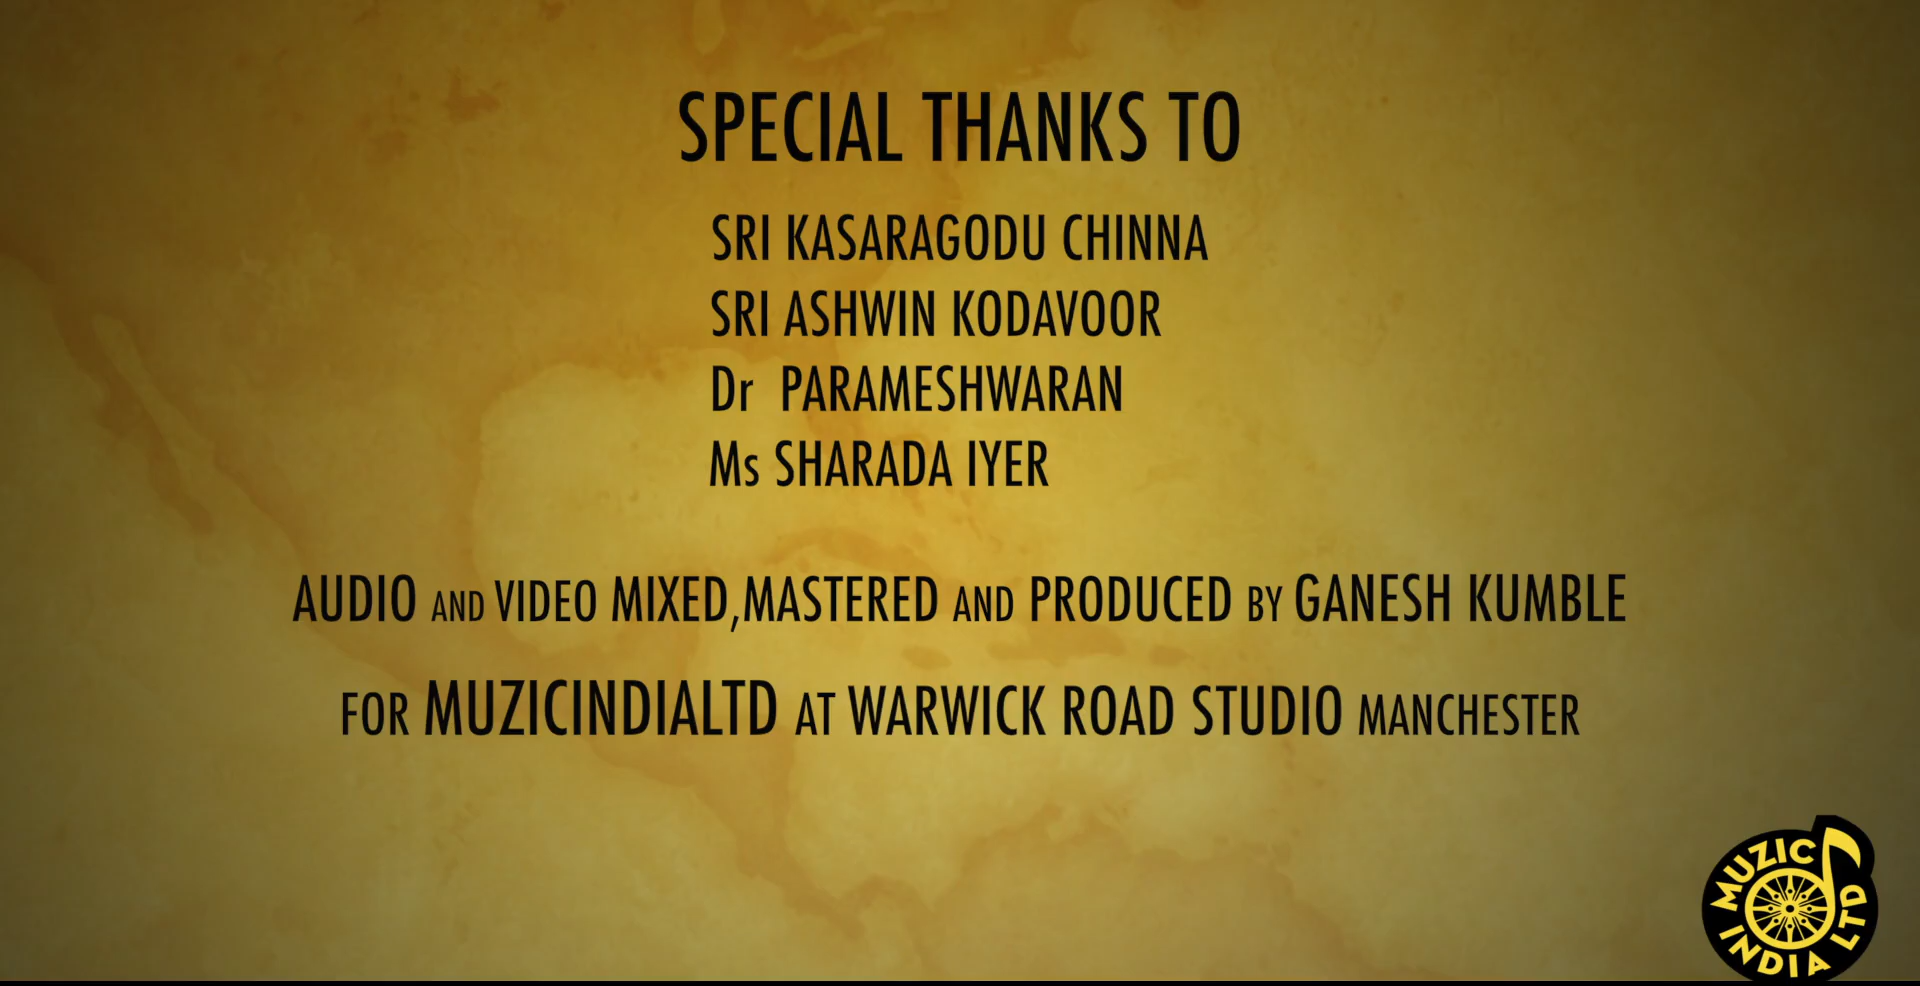 SPECIAL THANKS TO
SRI KASARAGODU CHINNA
SRI ASHWIN KODAVOOR
Dr PARAMESHWARAN
Ms SHARADA IYER
AUDIO AND VIDEO MIXED,MASTERED AND PRODUCED BY GANESH KUMBLE
FOR MUZICINDIALTD AT WARWICK ROAD STUDIO MANCHESTER
MUZIC
INDIA LTD